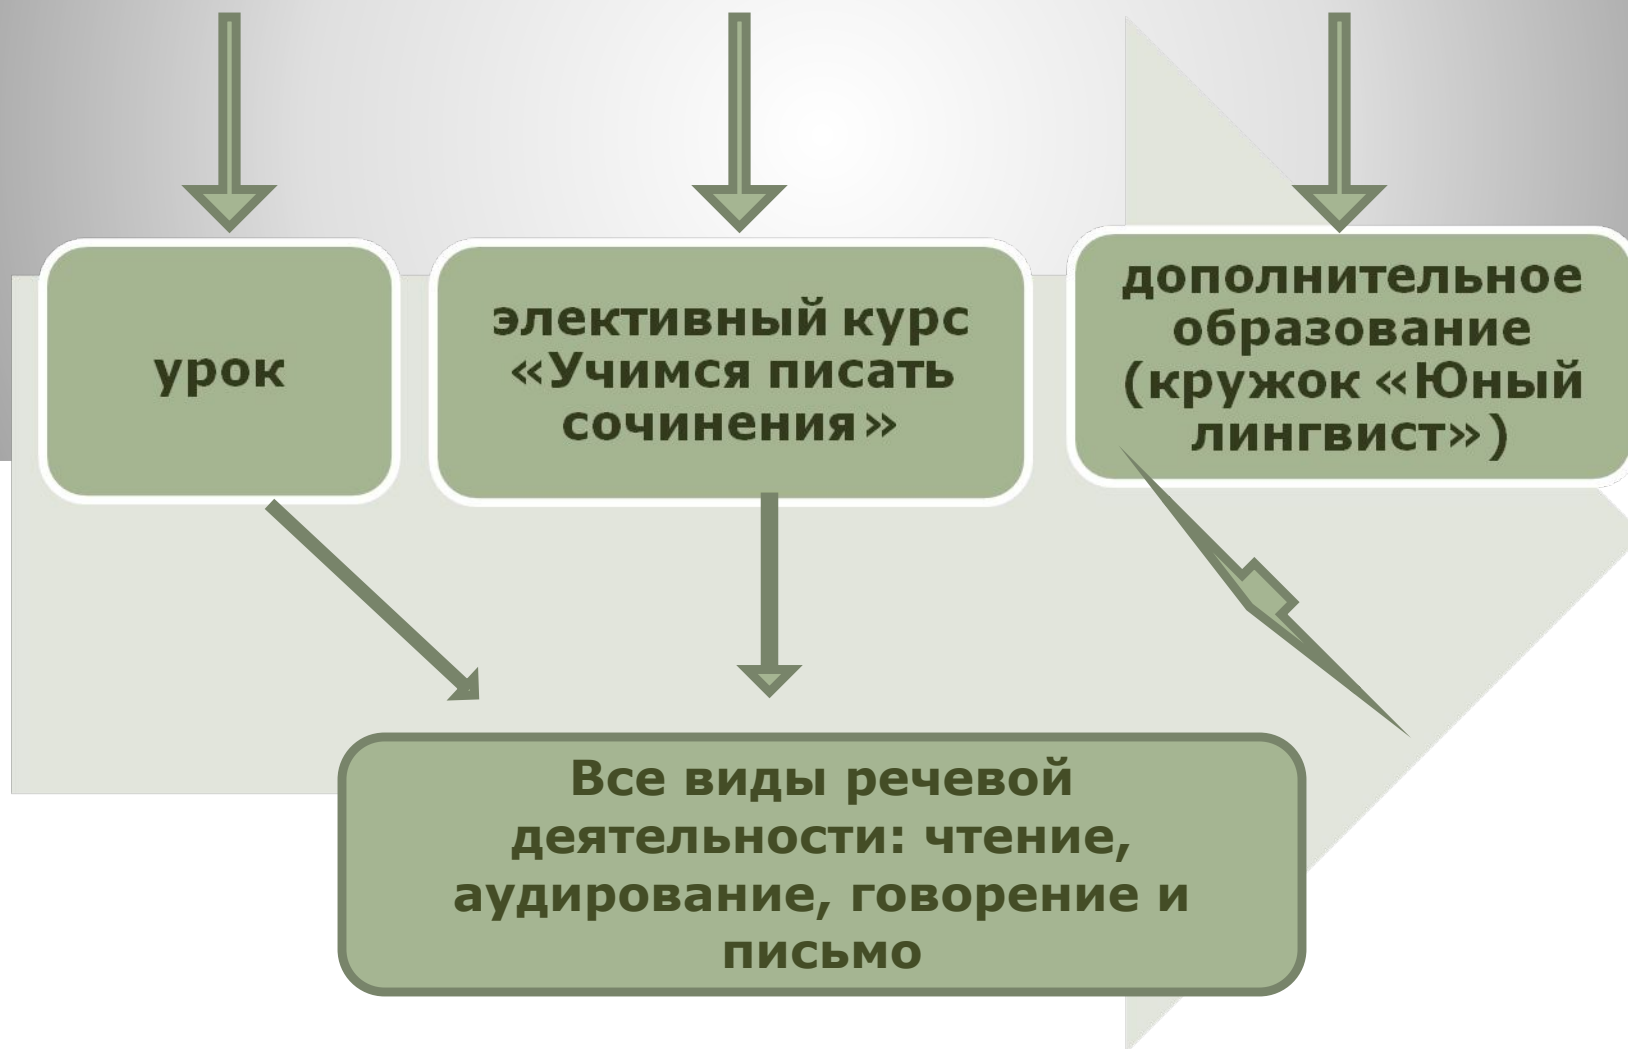 урок
элективный курс
«Учимся писать
сочинения»
дополнительное
образование
(кружок «Юный
лингвист»)
Все виды речевой
деятельности: чтение,
аудирование, говорение и
письмо